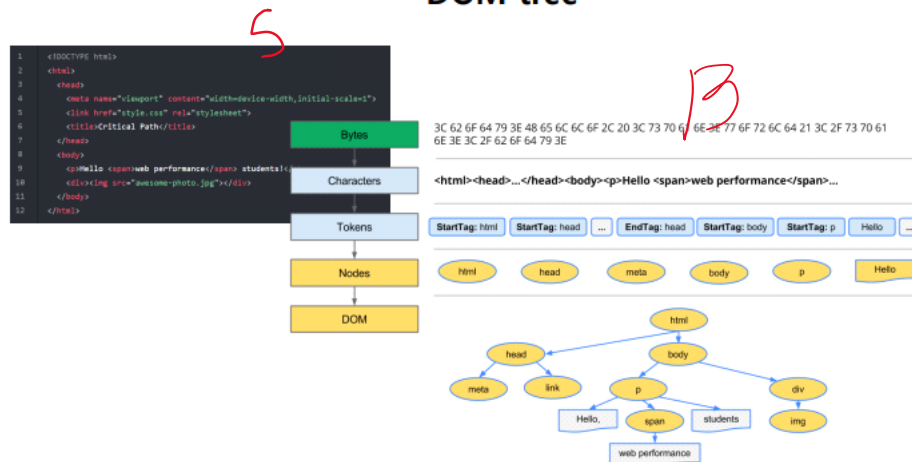 DOM tree
S
B
1 <!DOCTYPE html>
2 <html>
3 <head>
4 <meta name="viewport" content="width=device-width,initial-scale=1">
5 <link href="style.css" rel="stylesheet">
6 <title>Critical Path</title>
7 </head>
8 <body>
9 <p>Hello <span>web performance</span> students!</
10 <div><img src="awesome-photo.jpg"></div>
11 </body>
12 </html>
Bytes
3C 62 6F 64 79 3E 48 65 6C 6C 6F 2C 20 3C 73 70 6 6E 3E 77 6F 72 6C 64 21 3C 2F 73 70 61
6E 3E 3C 2F 62 6F 64 79 3E
Characters
<html><head>...</head><body><p>Hello <span>web performance</span>...
Tokens
StartTag: html StartTag: head ... EndTag: head StartTag: body StartTag: p Hello ...
Nodes
html head meta body p Hello
DOM
html
head body
meta link p div
Hello, span students img
web performance